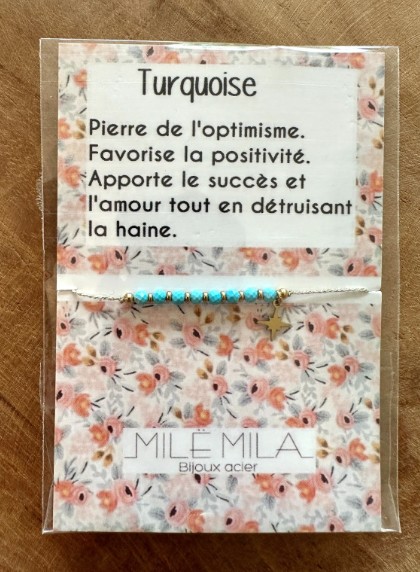 Turquoise
Pierre de l'optimisme.
Favorise la positivité.
Apporte le succès et
l'amour tout en détruisant
la haine.
MILË MILA
Bijoux acier